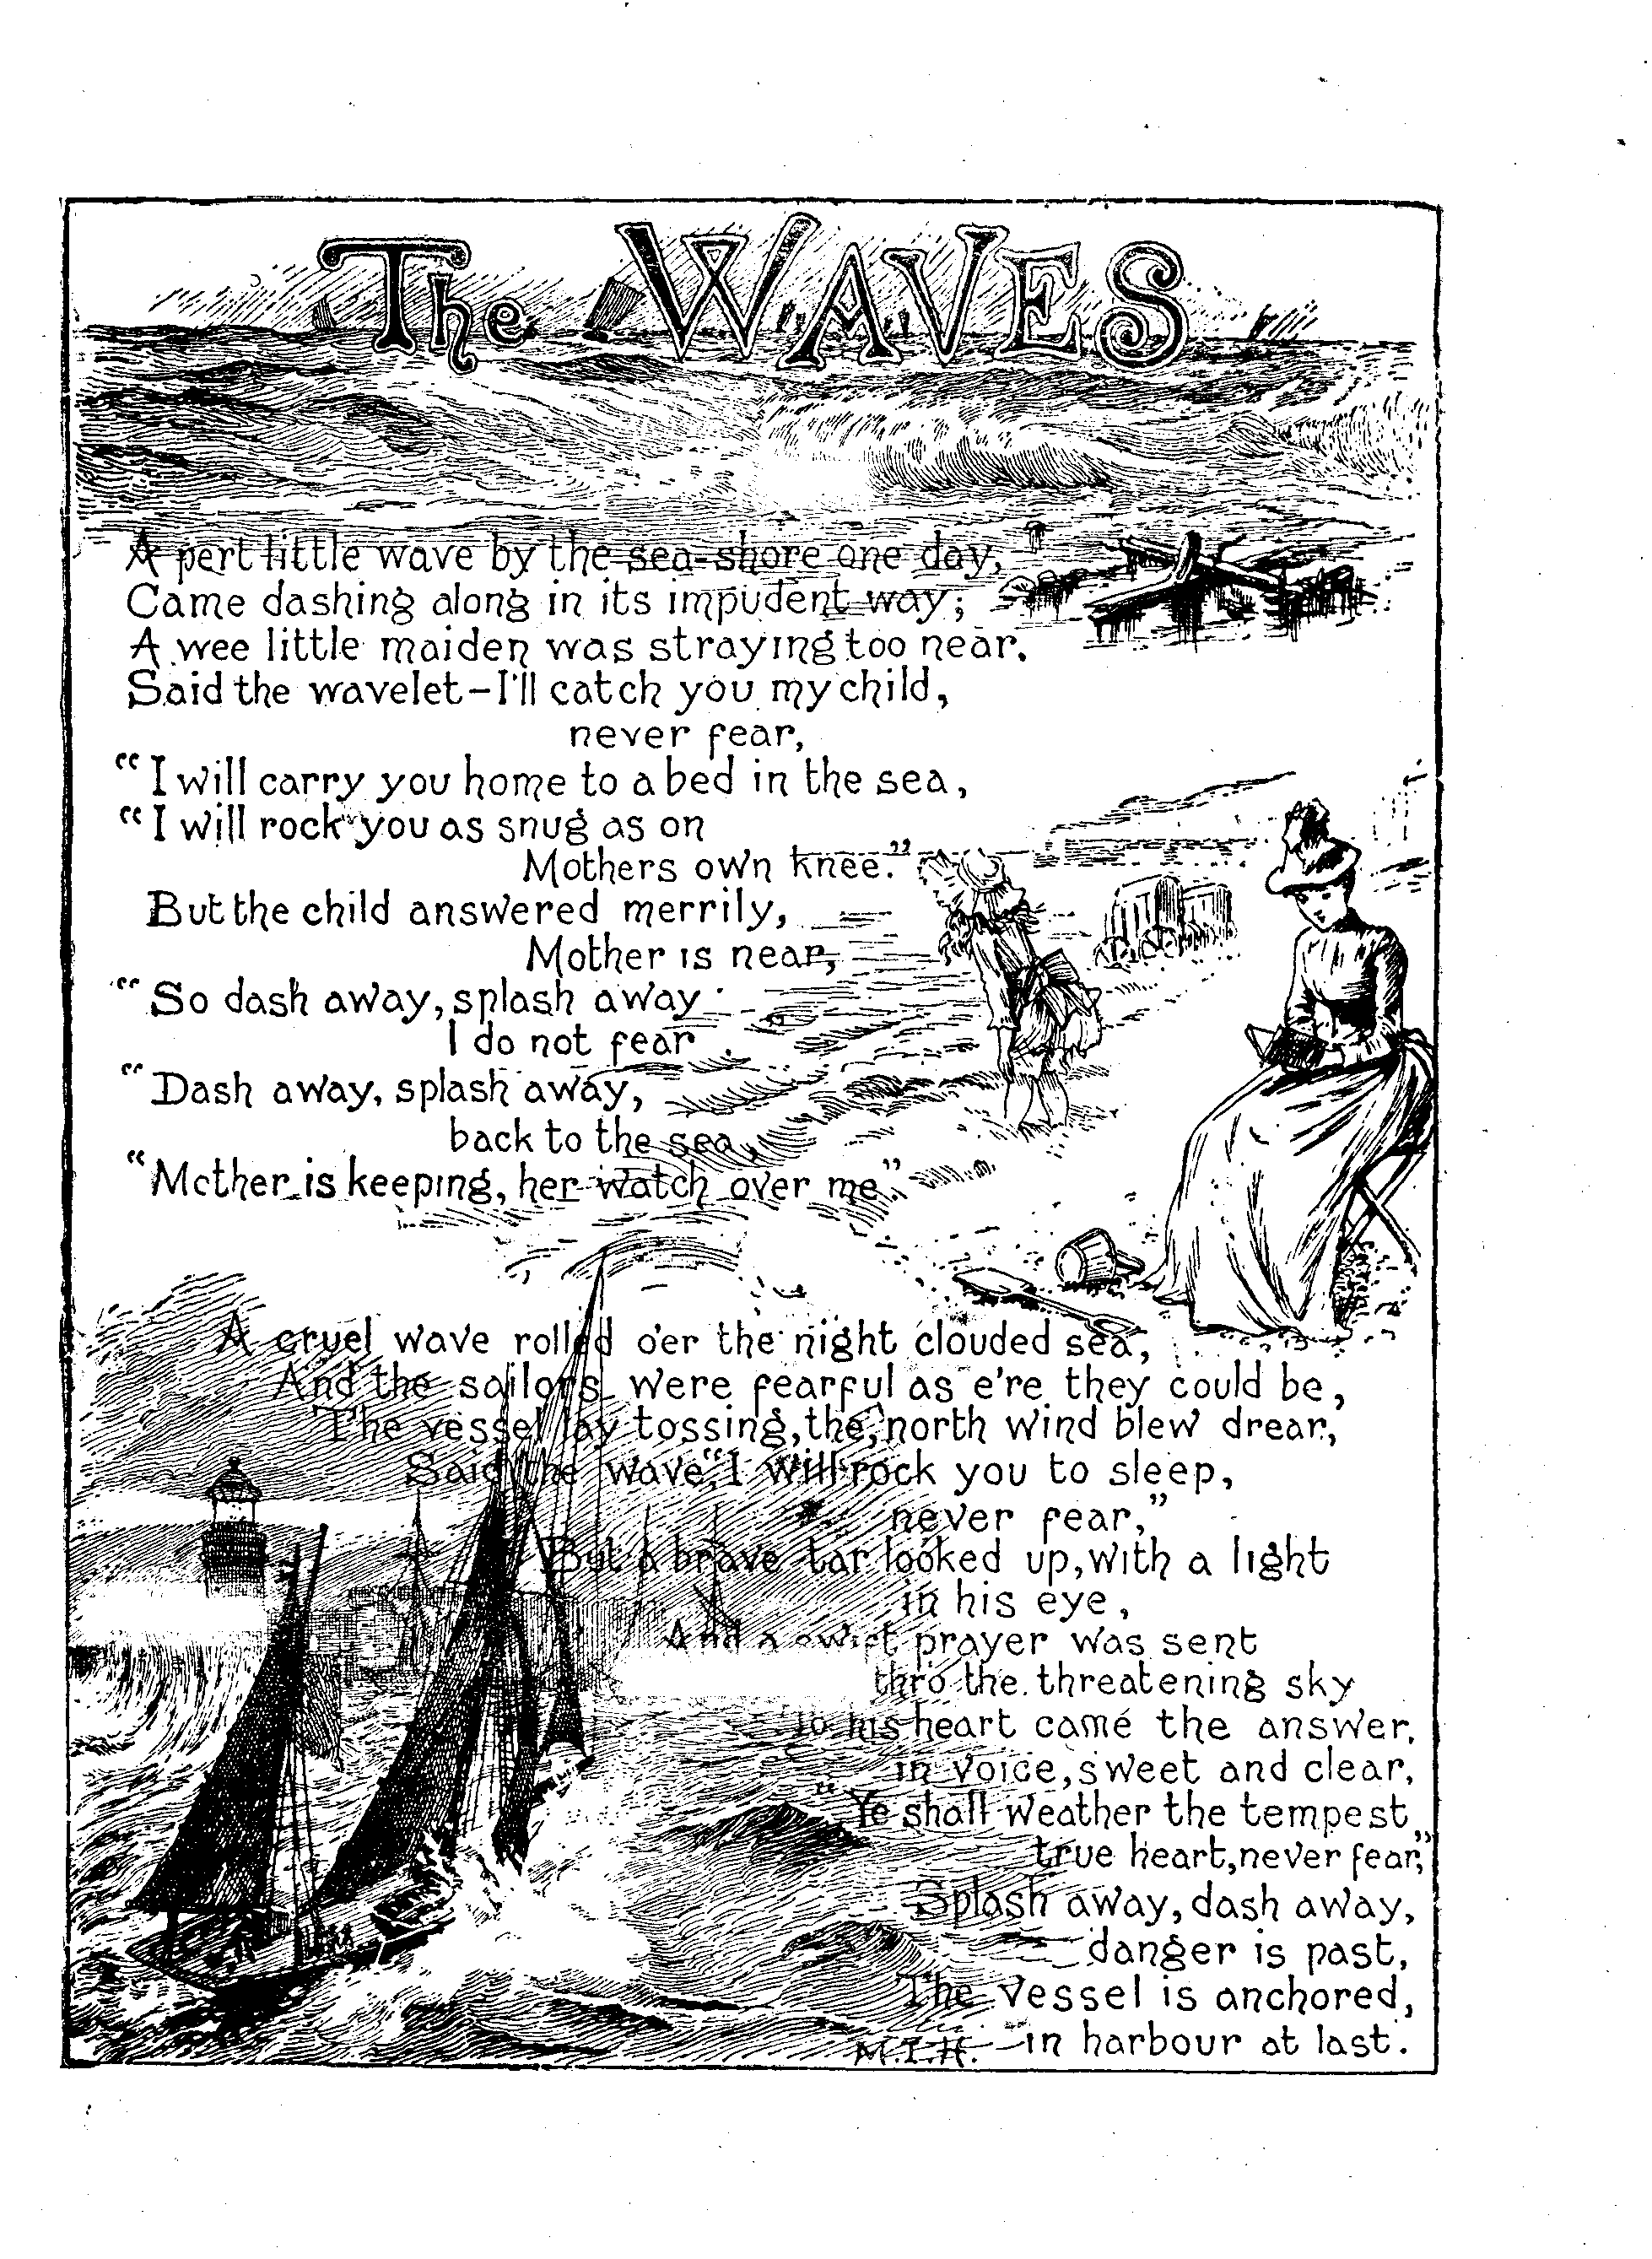 The WAVES
A pert little wave by the sea-shore one day,
Came dashing along in its impudent way;
A wee little maiden was straying too near.
Said the wavelet-I'll catch you my child,
never fear,
"I will carry you home to a bed in the sea,
"I will rock you as snug as on
Mothers own knee."
But the child answered merrily,
Mother is near,
"So dash away, splash away
I do not fear
"Dash away, splash away,
back to the sea,
"Mother is keeping, her watch over me."
A cruel wave rolled o'er the night clouded sea,
And the sailors were fearful as e're they could be,
The vessel lay tossing, the north wind blew drear,
Said the wave, "I will rock you to sleep,
never fear,"
But a brave tar looked up, with a light
in his eye,
And a swift prayer was sent
thro the threatening sky
To his heart came the answer,
in voice, sweet and clear,
"Ye shall weather the tempest
true heart, never fear,"
Splash away, dash away,
danger is past,
The vessel is anchored,
in harbour at last.
M.I.H.